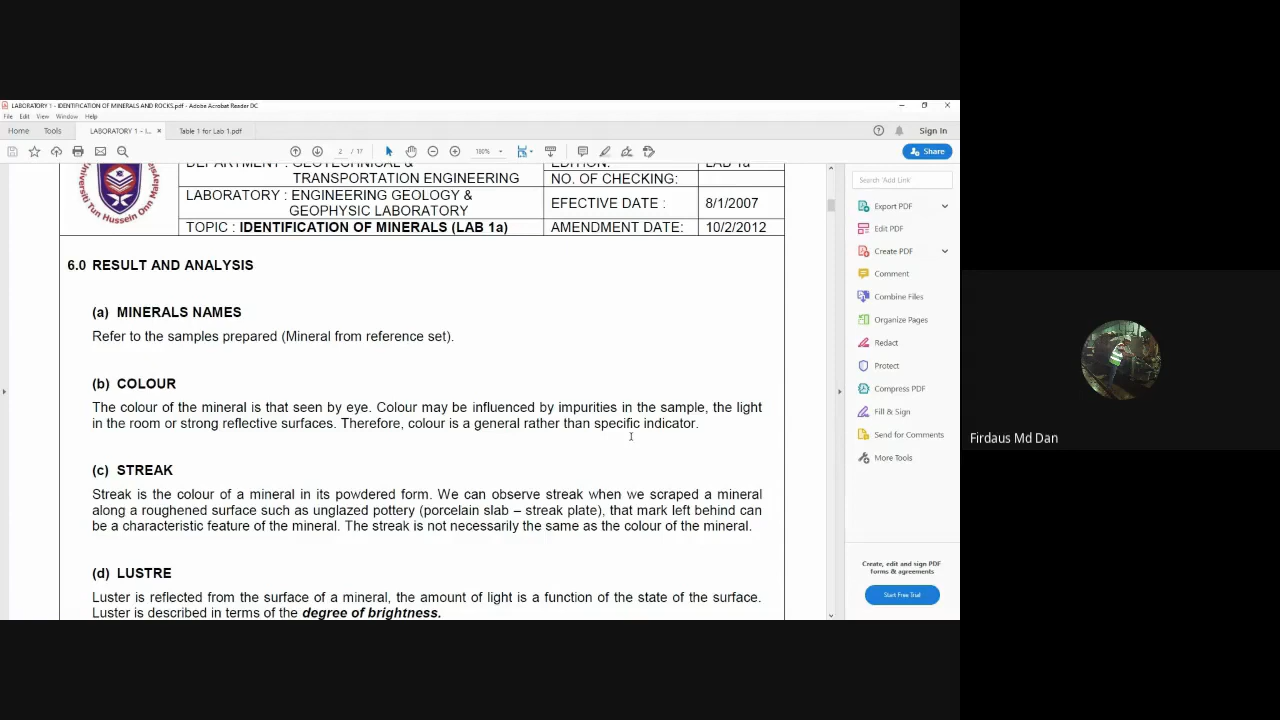 LABORATORY 1 - IDENTIFICATION OF MINERALS AND ROCKS.pdf - Adobe Acrobat Reader DC
File Edit View Window Help
Home Tools LABORATORY 1 – I... × Table 1 for Lab 1.pdf Sign In
2 / 17 180% Share
Universiti Tun Hussein Onn Malaysia
DEPARTMENT : GEOTECHNICAL &
TRANSPORTATION ENGINEERING
LABORATORY : ENGINEERING GEOLOGY &
GEOPHYSIC LABORATORY
TOPIC : IDENTIFICATION OF MINERALS (LAB 1a)
EDITION: LAB 1a
NO. OF CHECKING:
EFECTIVE DATE : 8/1/2007
AMENDMENT DATE: 10/2/2012
6.0 RESULT AND ANALYSIS
(a) MINERALS NAMES
Refer to the samples prepared (Mineral from reference set).
(b) COLOUR
The colour of the mineral is that seen by eye. Colour may be influenced by impurities in the sample, the light
in the room or strong reflective surfaces. Therefore, colour is a general rather than specific indicator.
(c) STREAK
Streak is the colour of a mineral in its powdered form. We can observe streak when we scraped a mineral
along a roughened surface such as unglazed pottery (porcelain slab – streak plate), that mark left behind can
be a characteristic feature of the mineral. The streak is not necessarily the same as the colour of the mineral.
(d) LUSTRE
Luster is reflected from the surface of a mineral, the amount of light is a function of the state of the surface.
Luster is described in terms of the degree of brightness.
Search 'Add Link'
Export PDF
Edit PDF
Create PDF
Comment
Combine Files
Organize Pages
Redact
Protect
Compress PDF
Fill & Sign
Send for Comments
More Tools
Create, edit and sign PDF
forms & agreements
Start Free Trial
Firdaus Md Dan